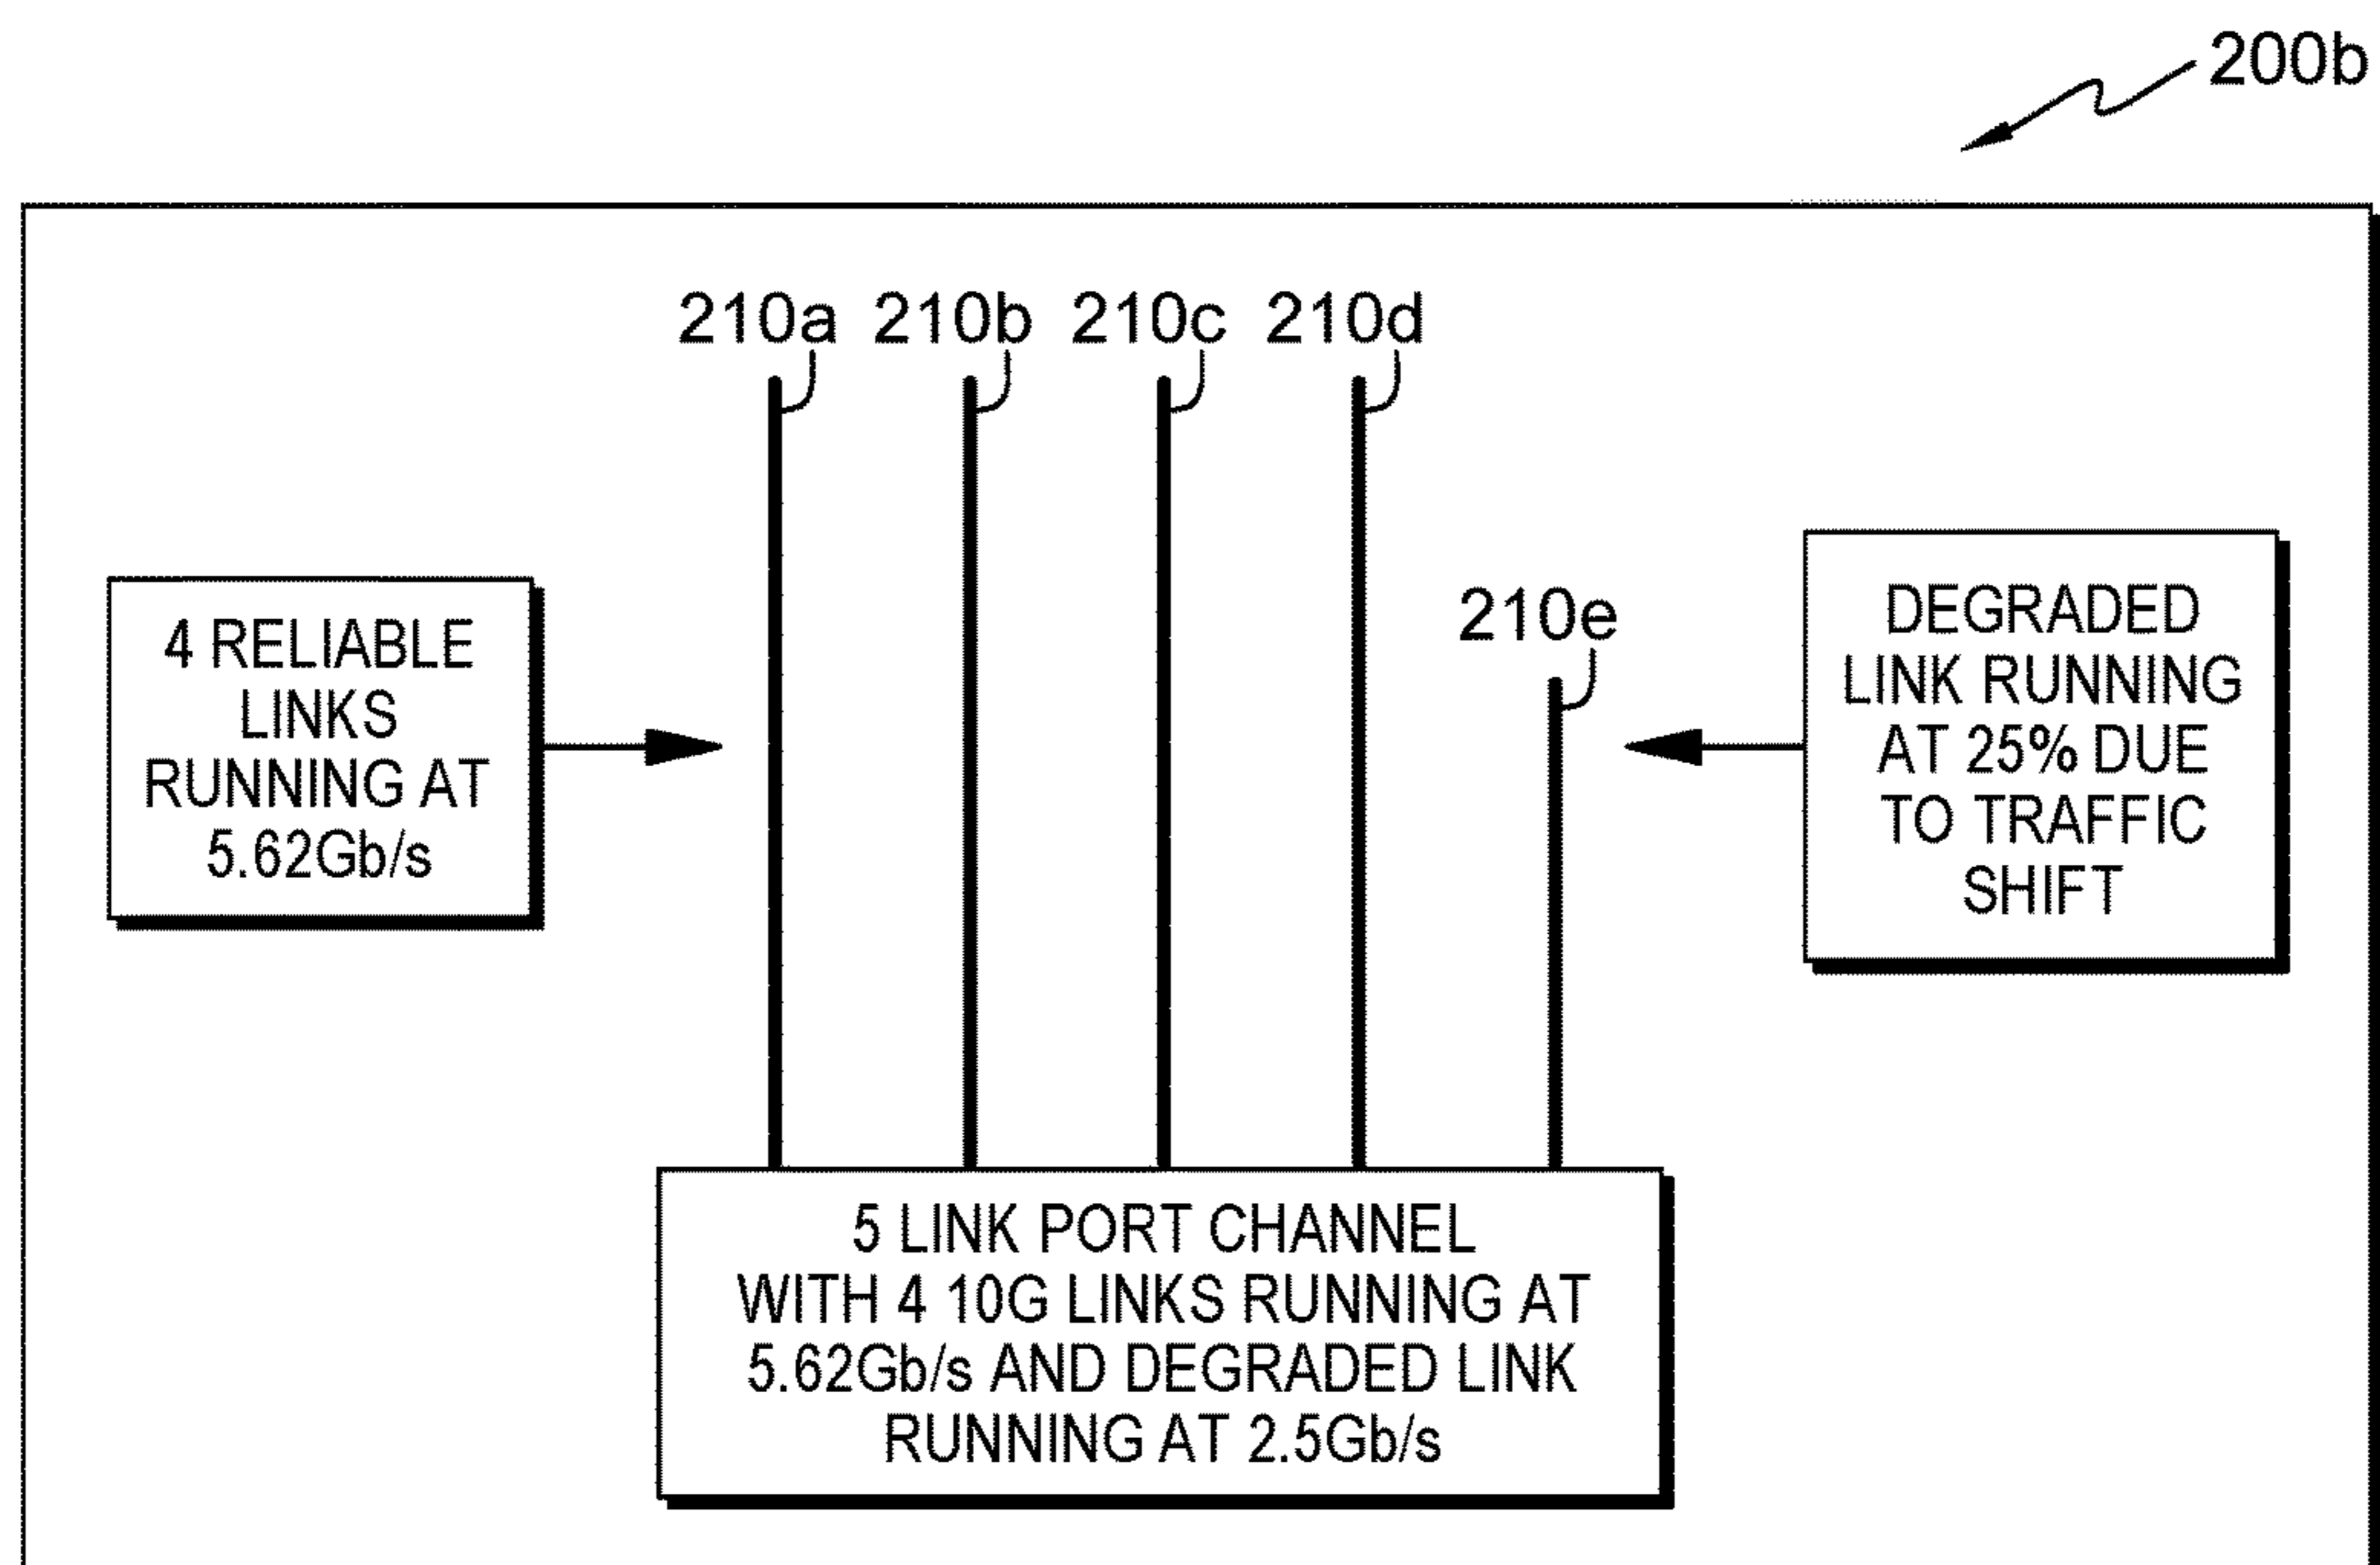 200b
210a 210b 210c 210d
210e
4 RELIABLE
LINKS
RUNNING AT
5.62Gb/s
DEGRADED
LINK RUNNING
AT 25% DUE
TO TRAFFIC
SHIFT
5 LINK PORT CHANNEL
WITH 4 10G LINKS RUNNING AT
5.62Gb/s AND DEGRADED LINK
RUNNING AT 2.5Gb/s